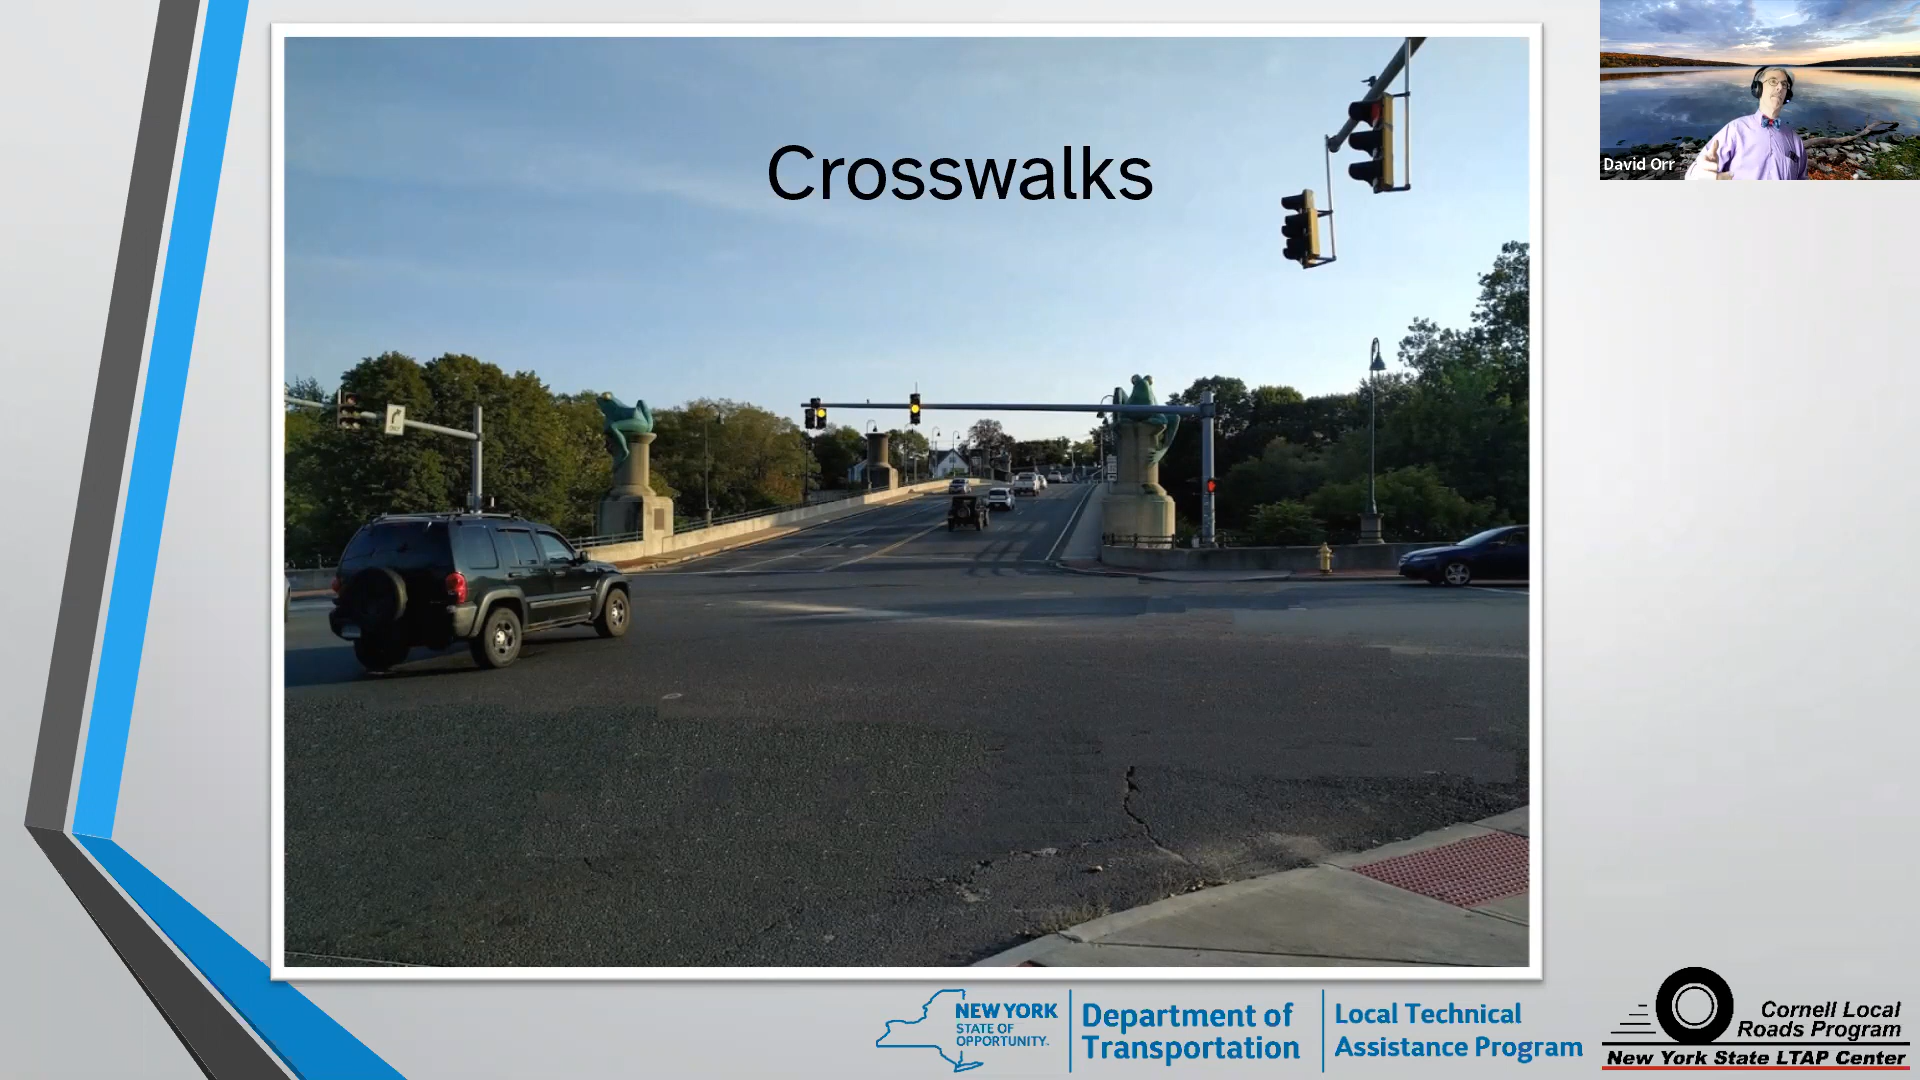 Crosswalks
David Orr
NEW YORK
STATE OF
OPPORTUNITY.
Department of
Transportation
Local Technical
Assistance Program
Cornell Local
Roads Program
New York State LTAP Center